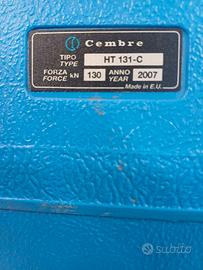 Cembre
TIPO
TYPE HT 131-C
FORZA
FORCE kN 130 ANNO
YEAR 2007
Made in E.U.
subito